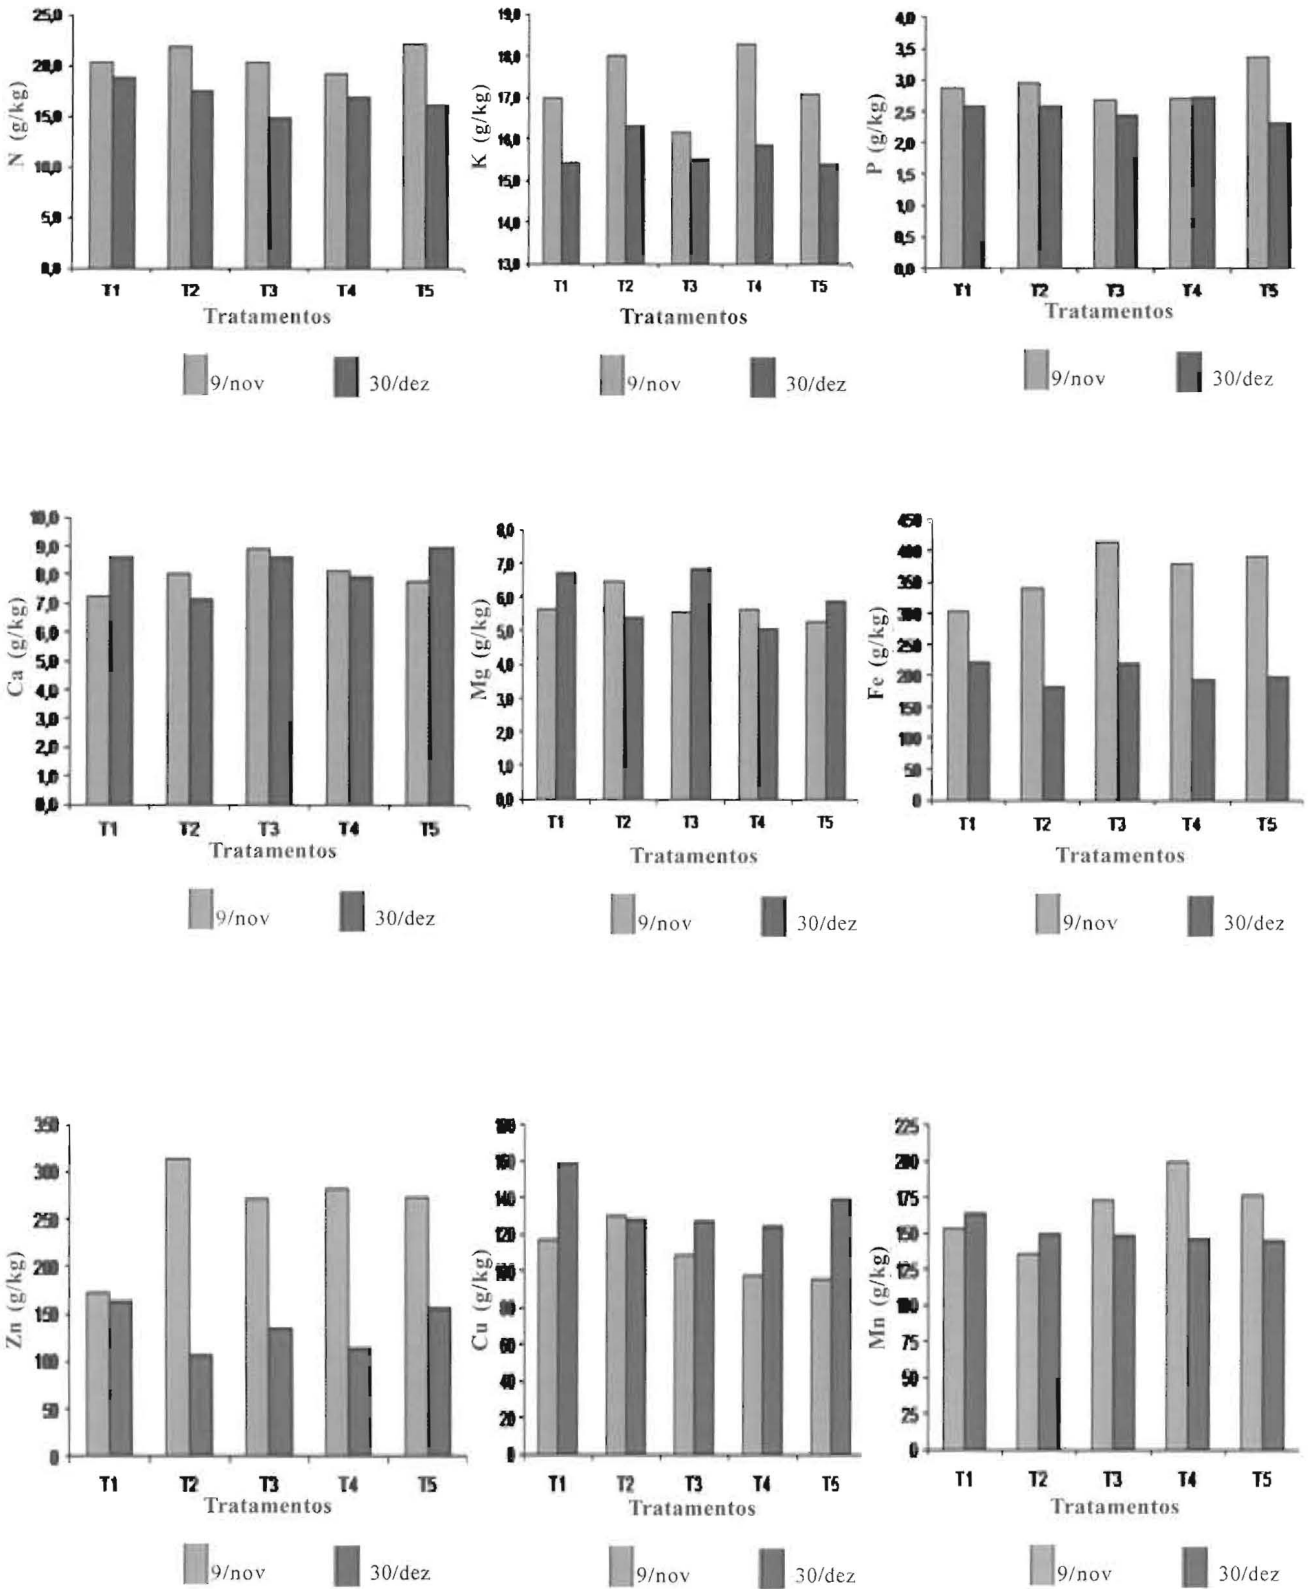 N (g/kg)
25,0
20,0
15,0
10,0
5,0
0,0
T1 T2 T3 T4 T5
Tratamentos
9/nov 30/dez
K (g/kg)
19,0
18,0
17,0
16,0
15,0
14,0
13,0
T1 T2 T3 T4 T5
Tratamentos
9/nov 30/dez
P (g/kg)
4,0
3,5
3,0
2,5
2,0
1,5
1,0
0,5
0,0
T1 T2 T3 T4 T5
Tratamentos
9/nov 30/dez
Ca (g/kg)
10,0
9,0
8,0
7,0
6,0
5,0
4,0
3,0
2,0
1,0
0,0
T1 T2 T3 T4 T5
Tratamentos
9/nov 30/dez
Mg (g/kg)
8,0
7,0
6,0
5,0
4,0
3,0
2,0
1,0
0,0
T1 T2 T3 T4 T5
Tratamentos
9/nov 30/dez
Fe (g/kg)
450
400
350
300
250
200
150
100
50
0
T1 T2 T3 T4 T5
Tratamentos
9/nov 30/dez
Zn (g/kg)
350
300
250
200
150
100
50
0
T1 T2 T3 T4 T5
Tratamentos
9/nov 30/dez
Cu (g/kg)
180
160
140
120
100
80
60
40
20
0
T1 T2 T3 T4 T5
Tratamentos
9/nov 30/dez
Mn (g/kg)
225
200
175
150
125
100
75
50
25
0
T1 T2 T3 T4 T5
Tratamentos
9/nov 30/dez